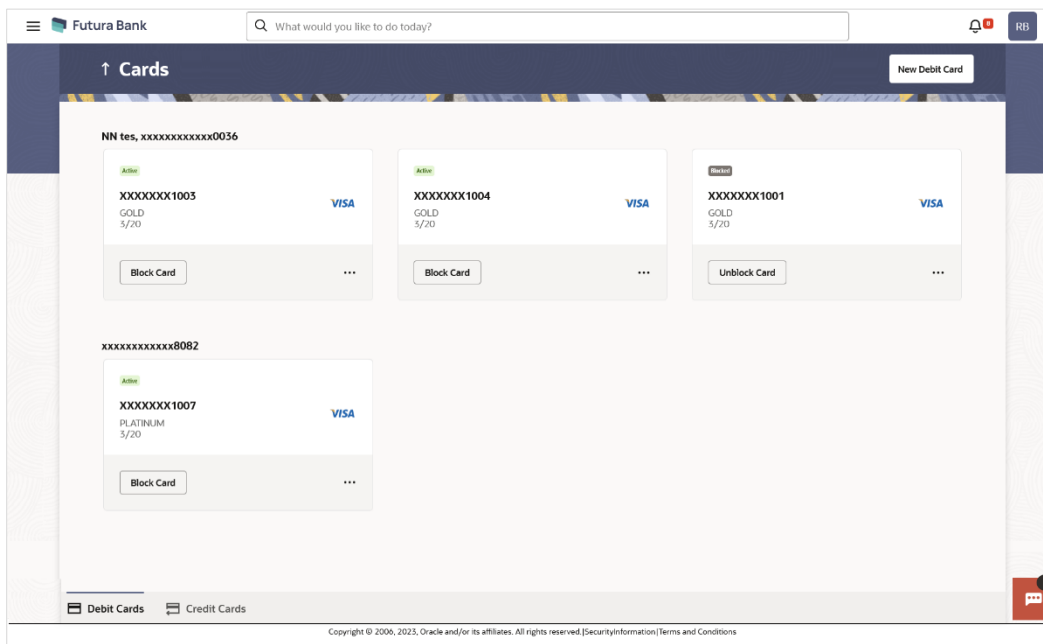 Futura Bank
What would you like to do today?
8
RB
↑ Cards
New Debit Card
NN tes, xxxxxxxxxxxx0036
Active
XXXXXXX1003
VISA
GOLD
3/20
Block Card
Active
XXXXXXX1004
VISA
GOLD
3/20
Block Card
Blocked
XXXXXXX1001
VISA
GOLD
3/20
Unblock Card
xxxxxxxxxxxx8082
Active
XXXXXXX1007
VISA
PLATINUM
3/20
Block Card
Debit Cards
Credit Cards
Copyright © 2006, 2023, Oracle and/or its affiliates. All rights reserved.|SecurityInformation|Terms and Conditions